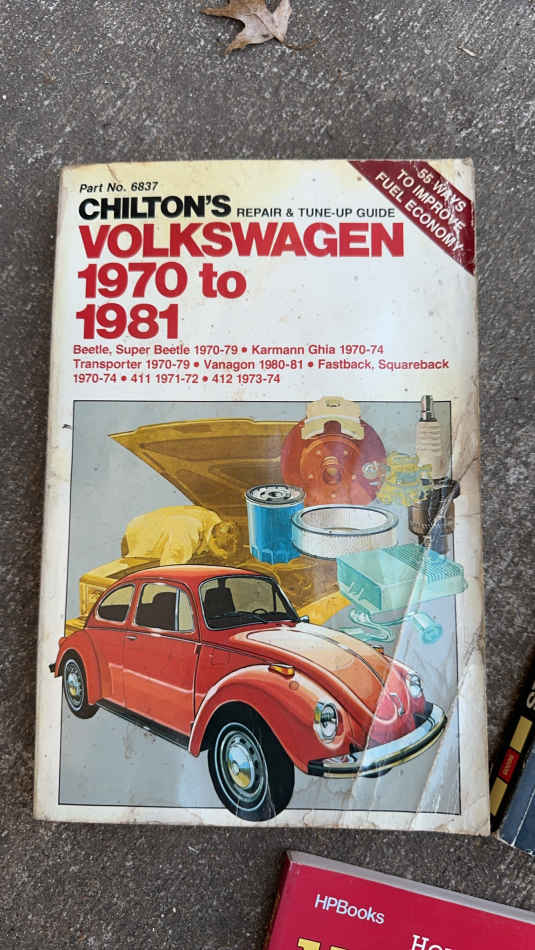 Part No. 6837
CHILTON'S REPAIR & TUNE-UP GUIDE
55 WAYS
TO IMPROVE
FUEL ECONOMY
VOLKSWAGEN
1970 to
1981
Beetle, Super Beetle 1970-79 • Karmann Ghia 1970-74
Transporter 1970-79 • Vanagon 1980-81 • Fastback, Squareback
1970-74 • 411 1971-72 • 412 1973-74
HPBooks